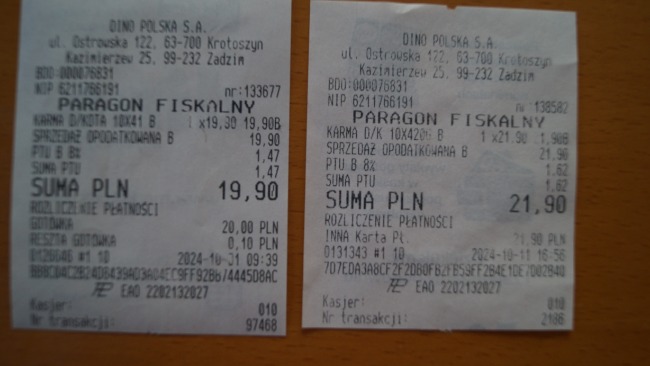 DINO POLSKA S.A.
ul. Ostrowska 122, 63-700 Krotoszyn
Kazimierzew 25, 99-232 Zadzim
BDO:000076831
NIP 6211766191 nr:133677
PARAGON FISKALNY
KARMA D/KOTA 10X41 B 1 x19,90 19,90B
SPRZEDAŻ OPODATKOWANA B 19,90
PTU B 8% 1,47
SUMA PTU 1,47
SUMA PLN 19,90
ROZLICZENIE PŁATNOŚCI
GOTÓWKA 20,00 PLN
RESZTA GOTÓWKA 0,10 PLN
#1 10 2024-10-31 09:39
EAO 2202132027
Kasjer: 010
Nr transakcji: 97468
DINO POLSKA S.A.
ul. Ostrowska 122, 63-700 Krotoszyn
Kazimierzew 25, 99-232 Zadzim
BDO:000076831
NIP 6211766191 nr:138582
PARAGON FISKALNY
KARMA D/K 10X420G B 1 x21,90
SPRZEDAŻ OPODATKOWANA B 21,90
PTU B 8% 1,62
SUMA PTU 1,62
SUMA PLN 21,90
ROZLICZENIE PŁATNOŚCI
INNA Karta Pł. 21,90 PLN
0131343 #1 10 2024-10-11 16:56
EAO 2202132027
Kasjer: 010
Nr transakcji: 2186